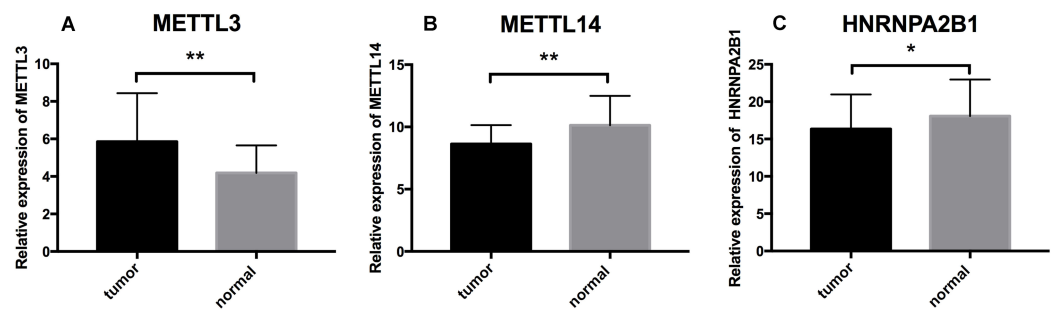 A METTL3
**
Relative expression of METTL3
10
8
6
4
2
0
tumor
normal
B METTL14
**
Relative expression of METTL14
15
10
5
0
tumor
normal
C HNRNPA2B1
*
Relative expression of HNRNPA2B1
25
20
15
10
5
0
tumor
normal